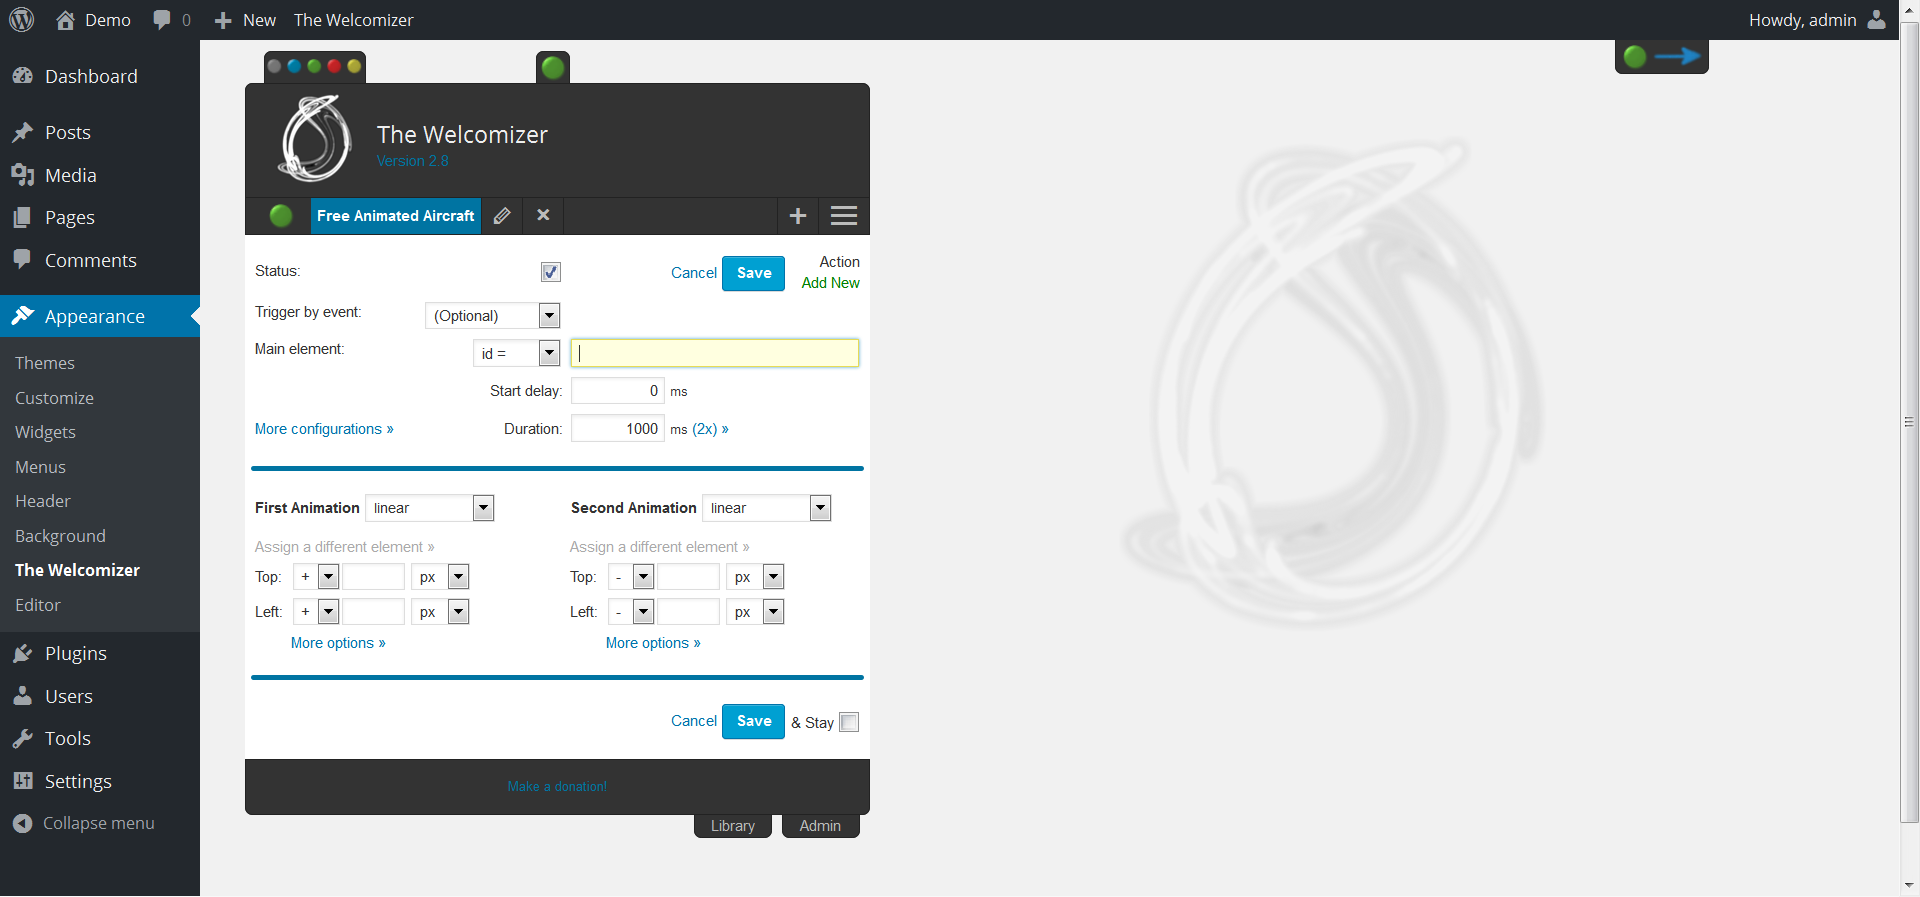 Demo 0 New The Welcomizer Howdy, admin
Dashboard
Posts
Media
Pages
Comments
Appearance
Themes
Customize
Widgets
Menus
Header
Background
The Welcomizer
Editor
Plugins
Users
Tools
Settings
Collapse menu
The Welcomizer
Version 2.8
Free Animated Aircraft
Status: Cancel Save Action
Add New
Trigger by event: (Optional)
Main element: id =
Start delay: 0 ms
More configurations » Duration: 1000 ms (2x) »
First Animation linear Second Animation linear
Assign a different element » Assign a different element »
Top: + px Top: - px
Left: + px Left: - px
More options » More options »
Cancel Save & Stay
Make a donation!
Library Admin